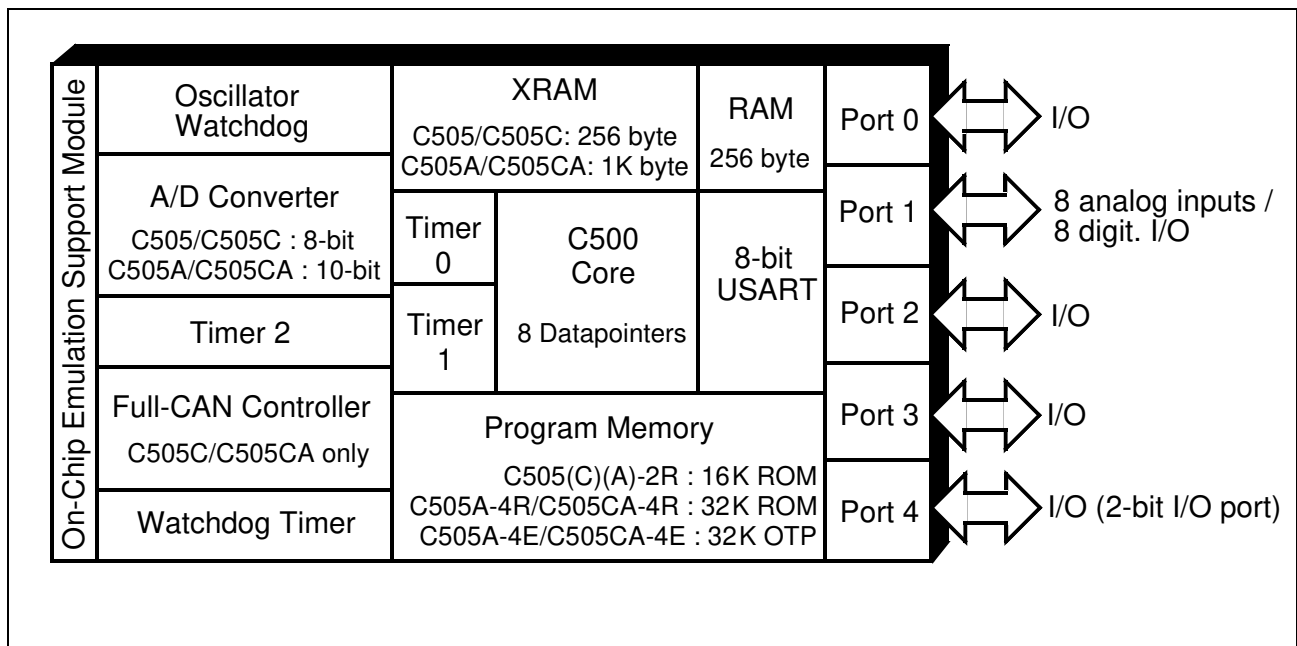 On-Chip Emulation Support Module
Oscillator
Watchdog
A/D Converter
C505/C505C : 8-bit
C505A/C505CA : 10-bit
Timer 2
Full-CAN Controller
C505C/C505CA only
Watchdog Timer
XRAM
C505/C505C: 256 byte
C505A/C505CA: 1K byte
RAM
256 byte
Timer
0
Timer
1
C500
Core
8 Datapointers
8-bit
USART
Program Memory
C505(C)(A)-2R : 16K ROM
C505A-4R/C505CA-4R : 32K ROM
C505A-4E/C505CA-4E : 32K OTP
Port 0
I/O
Port 1
8 analog inputs /
8 digit. I/O
Port 2
I/O
Port 3
I/O
Port 4
I/O (2-bit I/O port)